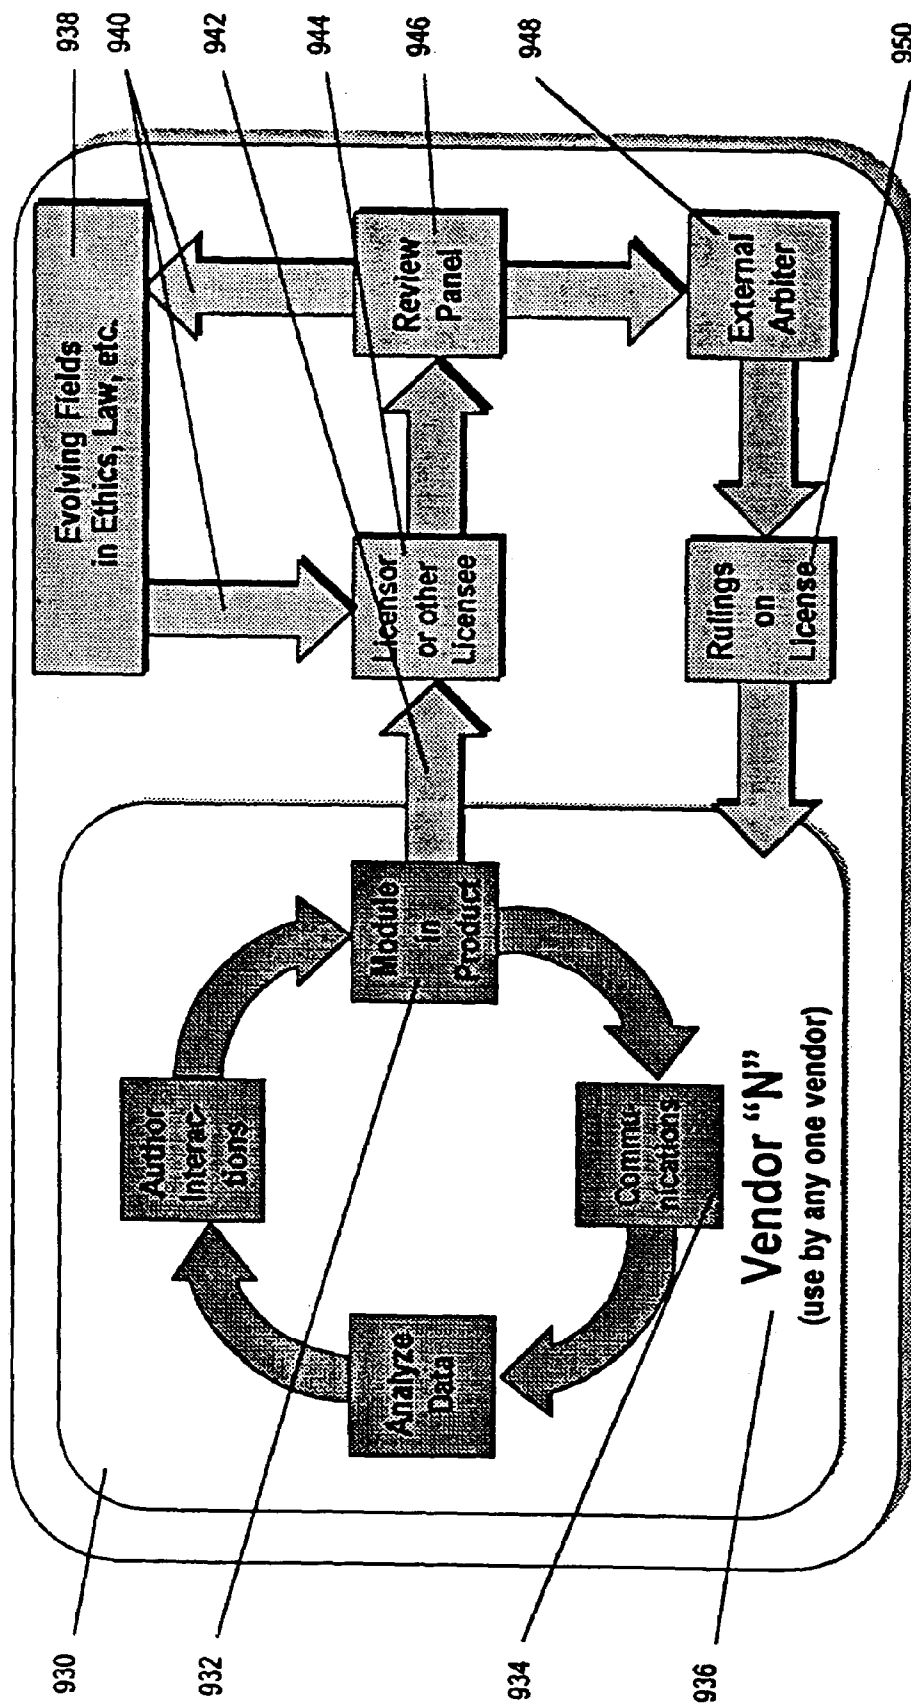 938
940
942
944
946
948
950
Evolving Fields
in Ethics, Law, etc.
Licensor
or other
Licensee
Review
Panel
External
Arbiter
Rulings
on
License
Module
in
Product
Author
Interac-
tions
Commu-
nications
Analyze
Data
Vendor “N”
(use by any one vendor)
930
932
934
936